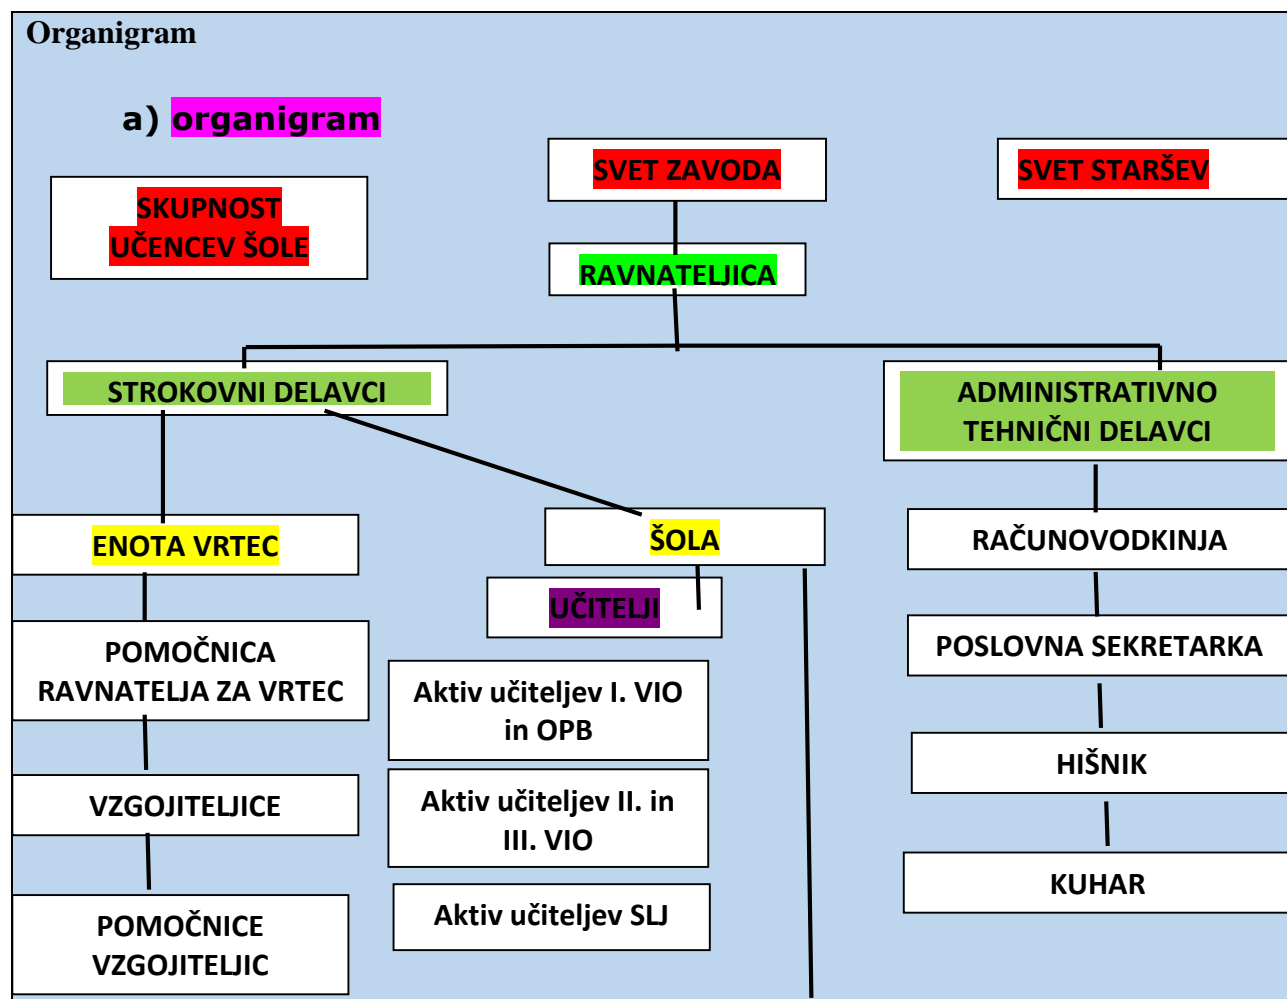 Organigram
a) organigram
SVET ZAVODA
SVET STARŠEV
SKUPNOST
UČENCEV ŠOLE
RAVNATELJICA
STROKOVNI DELAVCI
ADMINISTRATIVNO
TEHNIČNI DELAVCI
ENOTA VRTEC
ŠOLA
RAČUNOVODKINJA
UČITELJI
POMOČNICA
RAVNATELJA ZA VRTEC
POSLOVNA SEKRETARKA
Aktiv učiteljev I. VIO
in OPB
HIŠNIK
VZGOJITELJICE
Aktiv učiteljev II. in
III. VIO
KUHAR
Aktiv učiteljev SLJ
POMOČNICE
VZGOJITELJIC